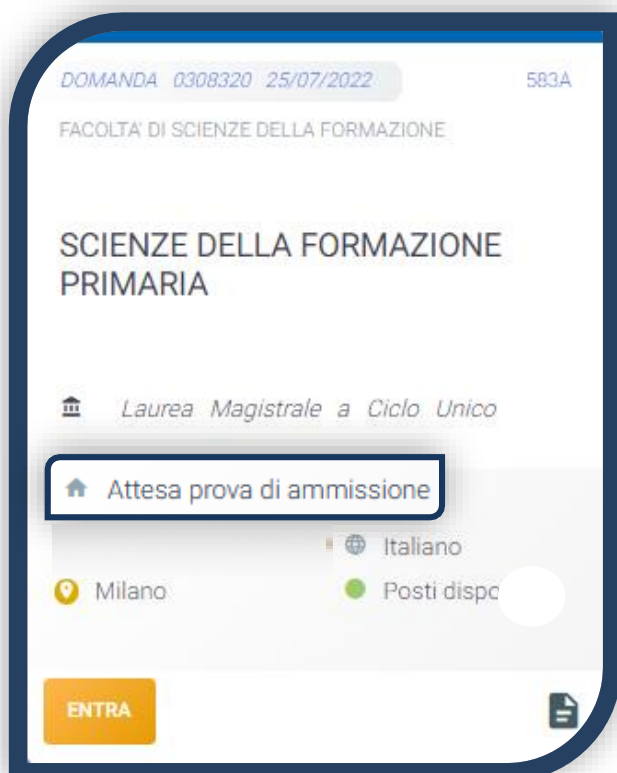 DOMANDA 0308320 25/07/2022 583A
FACOLTA' DI SCIENZE DELLA FORMAZIONE
SCIENZE DELLA FORMAZIONE
PRIMARIA
Laurea Magistrale a Ciclo Unico
Attesa prova di ammissione
Italiano
Milano Posti
ENTRA